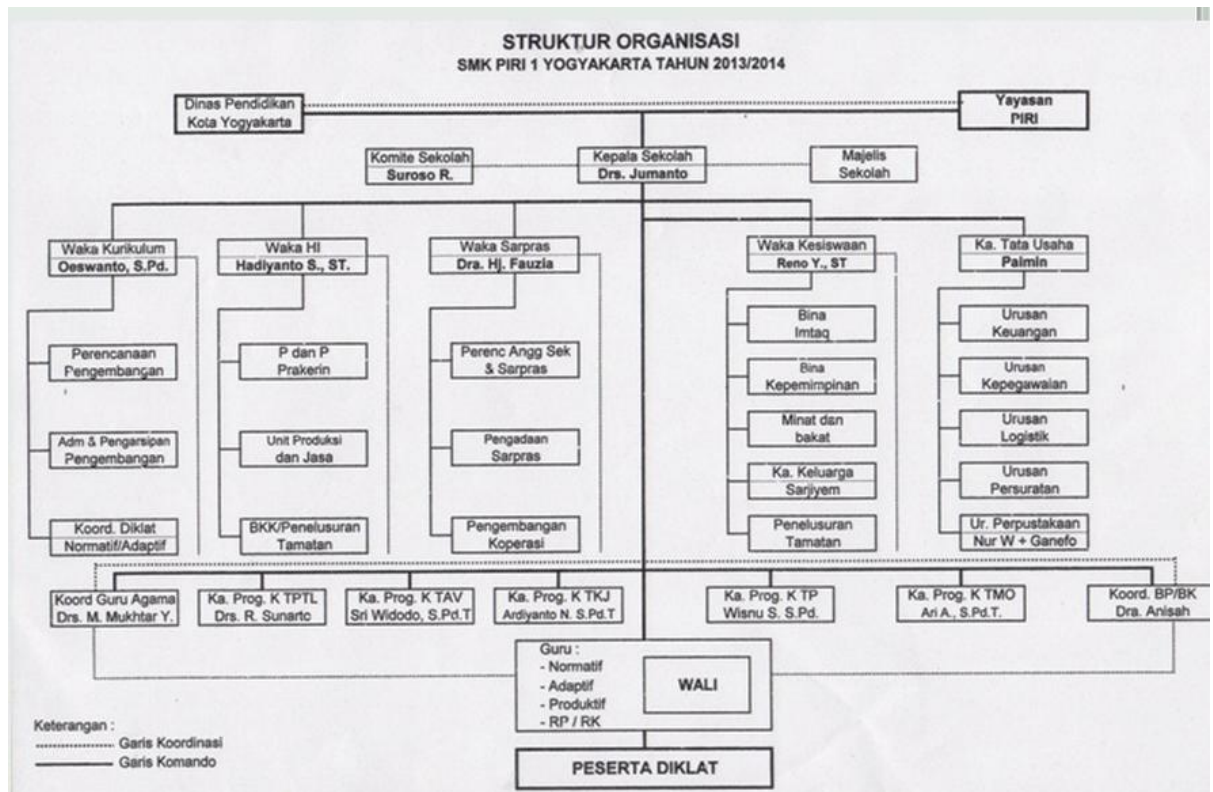 STRUKTUR ORGANISASI
SMK PIRI 1 YOGYAKARTA TAHUN 2013/2014
Dinas Pendidikan
Kota Yogyakarta
Yayasan
PIRI
Komite Sekolah
Suroso R.
Kepala Sekolah
Drs. Jumanto
Majelis
Sekolah
Waka Kurikulum
Oeswanto, S.Pd.
Waka HI
Hadiyanto S., ST.
Waka Sarpras
Dra. Hj. Fauzia
Waka Kesiswaan
Reno Y., ST
Ka. Tata Usaha
Paimin
Perencanaan
Pengembangan
Adm & Pengarsipan
Pengembangan
Koord. Diklat
Normatif/Adaptif
P dan P
Prakerin
Unit Produksi
dan Jasa
BKK/Penelusuran
Tamatan
Perenc Angg Sek
& Sarpras
Pengadaan
Sarpras
Pengembangan
Koperasi
Bina
Imtaq
Bina
Kepemimpinan
Minat dan
bakat
Ka. Keluarga
Sarjiyem
Penelusuran
Tamatan
Urusan
Keuangan
Urusan
Kepegawaian
Urusan
Logistik
Urusan
Persuratan
Ur. Perpustakaan
Nur W + Ganefo
Koord Guru Agama
Drs. M. Mukhtar Y.
Ka. Prog. K TPTL
Drs. R. Sunarto
Ka. Prog. K TAV
Sri Widodo, S.Pd.T
Ka. Prog. K TKJ
Ardiyanto N. S.Pd.T
Ka. Prog. K TP
Wisnu S. S.Pd.
Ka. Prog. K TMO
Ari A., S.Pd.T.
Koord. BP/BK
Dra. Anisah
Guru :
- Normatif
- Adaptif
- Produktif
- RP / RK
WALI
PESERTA DIKLAT
Keterangan :
Garis Koordinasi
Garis Komando